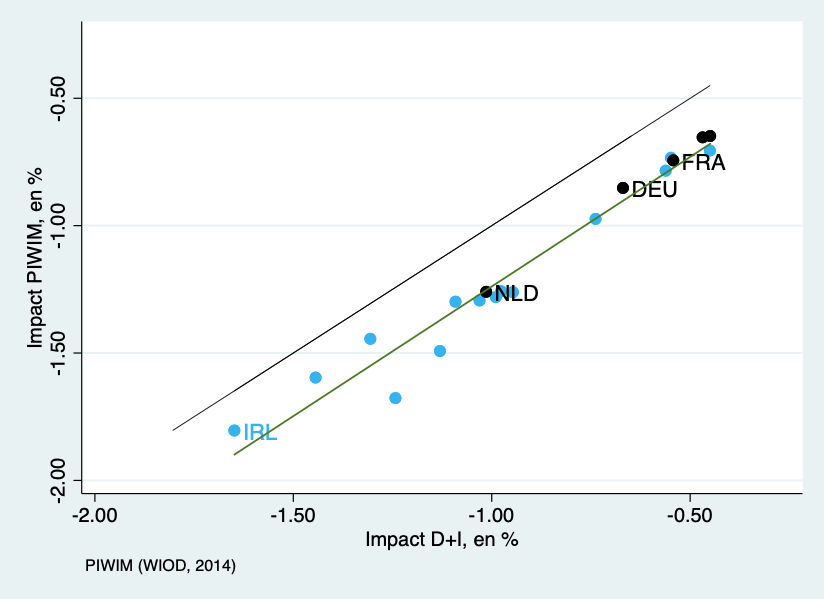 Impact PIWIM, en %
-0.50
-1.00
-1.50
-2.00
FRA
DEU
NLD
IRL
-2.00 -1.50 -1.00 -0.50
Impact D+I, en %
PIWIM (WIOD, 2014)